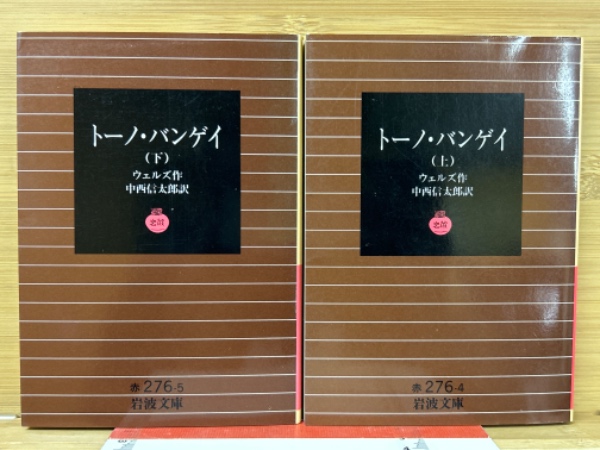 トーノ・バンゲイ
(下)
ウェルズ作
中西信太郎訳
赤 276-5
岩波文庫
トーノ・バンゲイ
(上)
ウェルズ作
中西信太郎訳
赤 276-4
岩波文庫